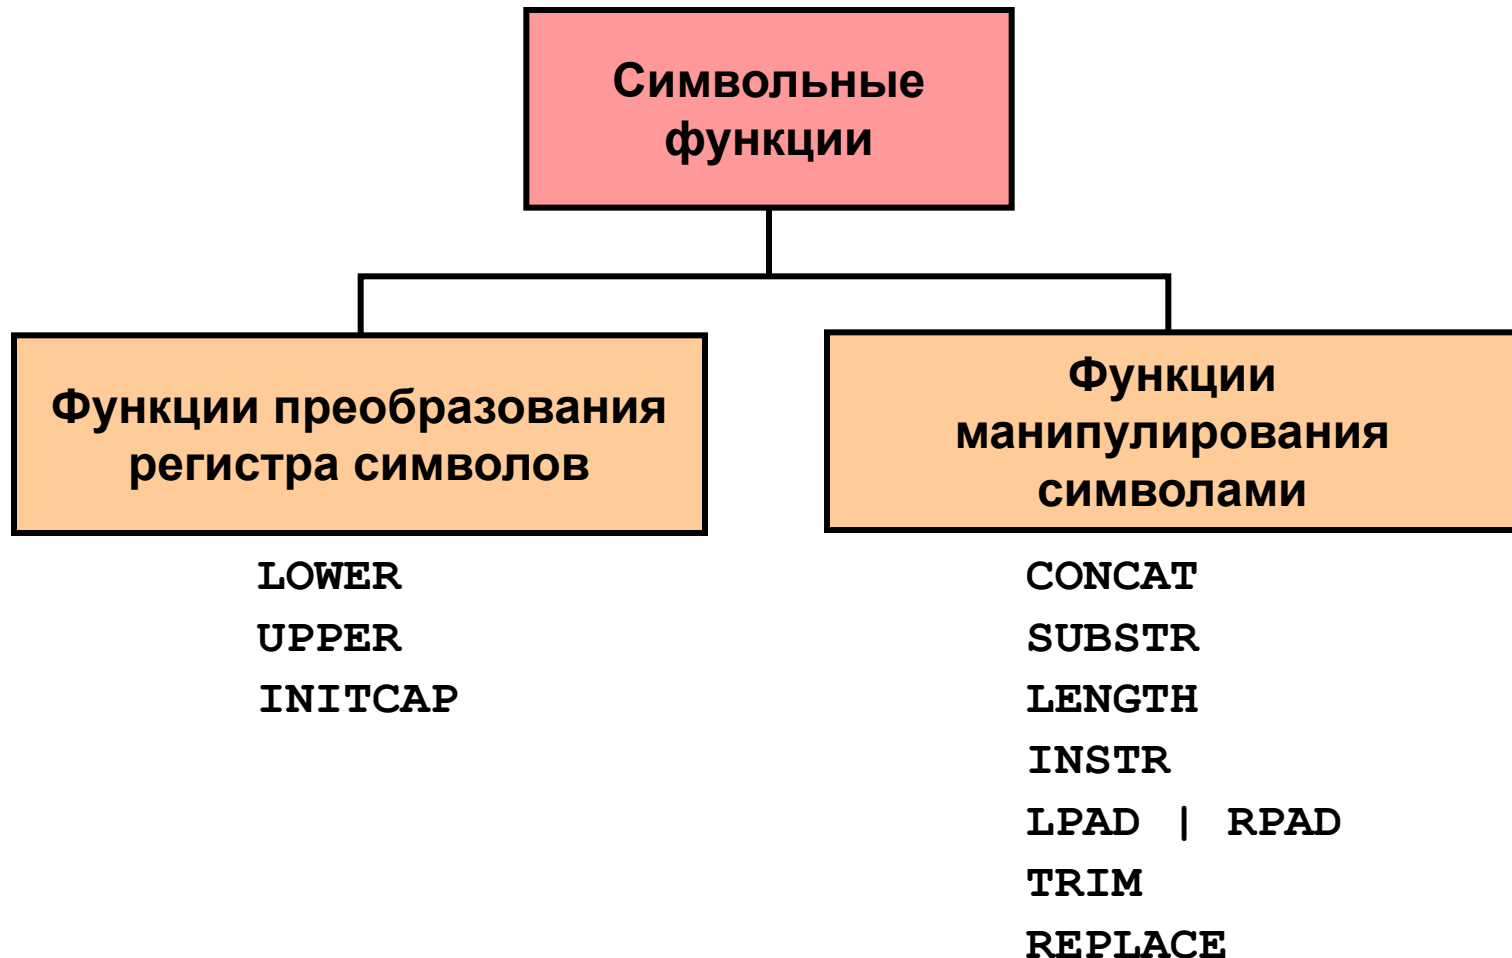 Символьные
функции
Функции преобразования
регистра символов
LOWER
UPPER
INITCAP
Функции
манипулирования
символами
CONCAT
SUBSTR
LENGTH
INSTR
LPAD | RPAD
TRIM
REPLACE